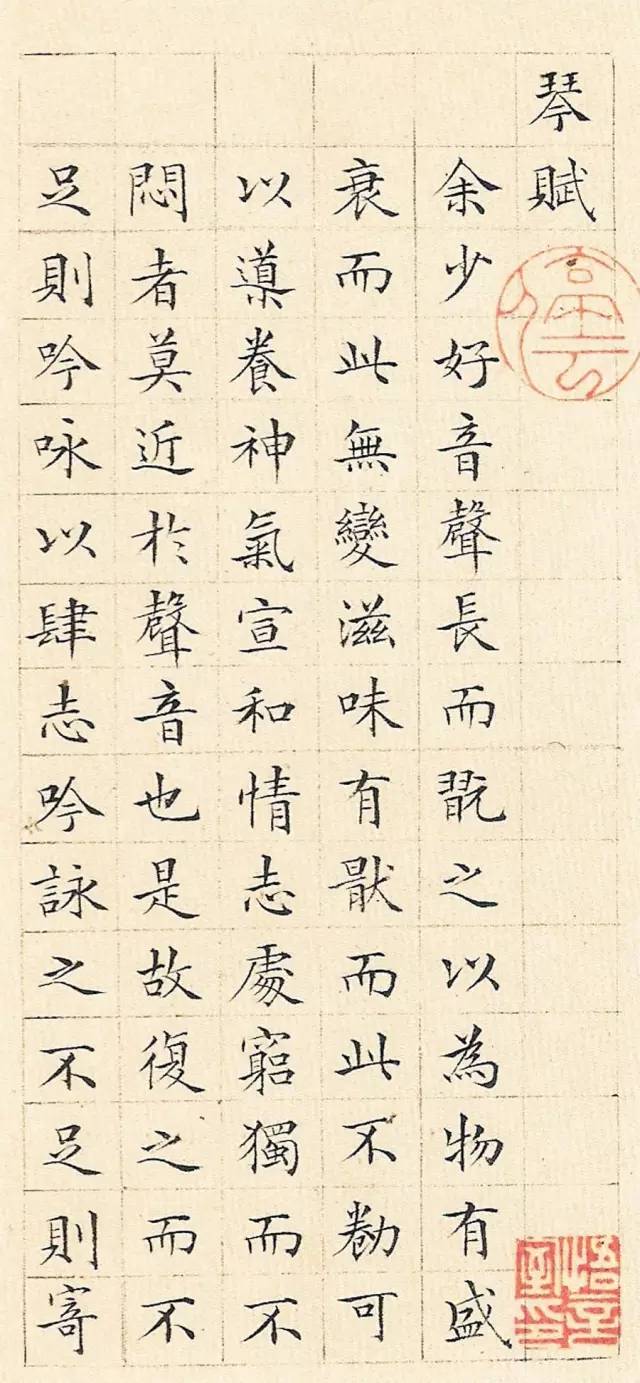 琴賦
余少好音聲長而翫之以為物有盛
衰而此無變滋味有猒而此不勌可
以導養神氣宣和情志處窮獨而不
悶者莫近於聲音也是故復之而不
足則吟咏以肆志吟詠之不足則寄